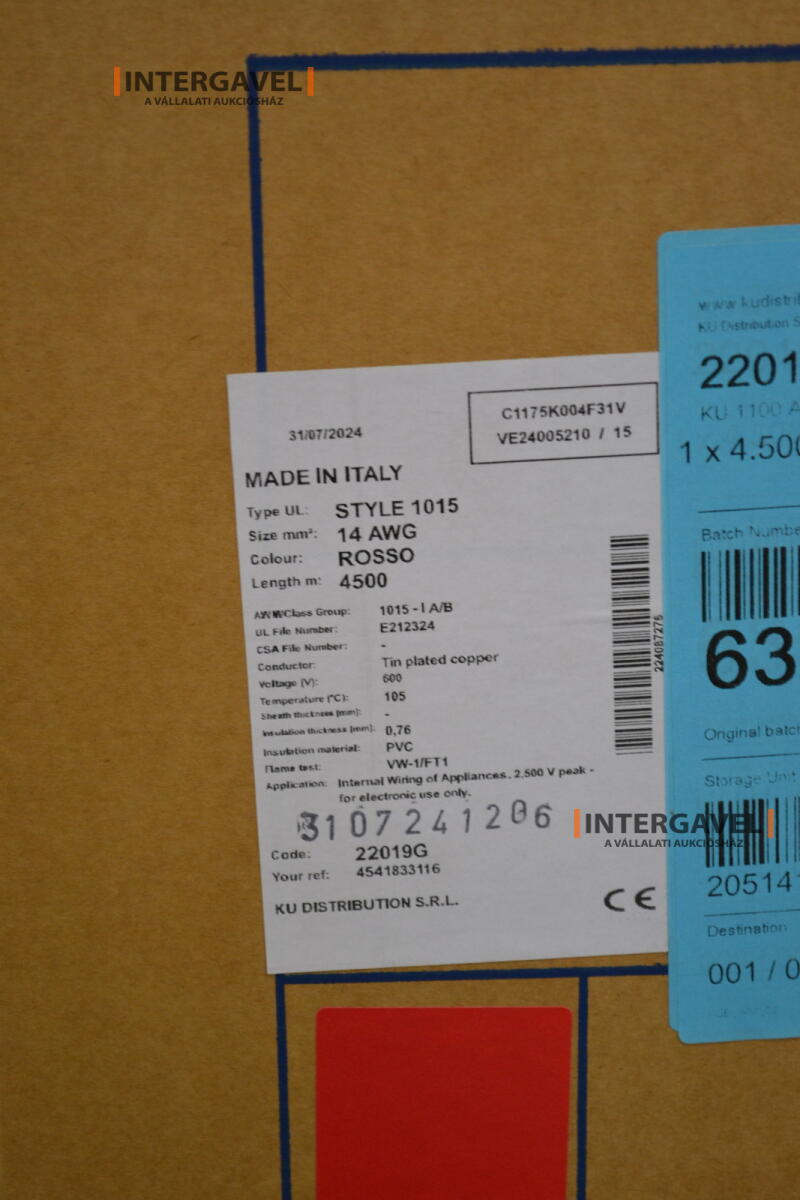 INTERGAVEL
A VÁLLALATI AUKCIÓSHÁZ
31/07/2024
C1175K004F31V
VE24005210 / 15
MADE IN ITALY
Type UL: STYLE 1015
Size mm²: 14 AWG
Colour: ROSSO
Length m: 4500
Class Group: 1015 - I A/B
UL File Number: E212324
CSA File Number: -
Conductor: Tin plated copper
Voltage (V): 600
Temperature (°C): 105
Sheath thickness [mm]: -
Insulation thickness [mm]: 0,76
Insulation material: PVC
Flame test: VW-1/FT1
Application: Internal Wiring of Appliances. 2,500 V peak -
for electronic use only.
3107241206
Code: 22019G
Your ref: 4541833116
KU DISTRIBUTION S.R.L.
CE
224087276
www.kudistrib
KU Distribution S
2201
KU 1100 A
1 x 4.500
Batch Numbe
63
Original batch
Storage Unit
20514
Destination
001 / 0
INTERGAVEL
A VÁLLALATI AUKCIÓSHÁZ